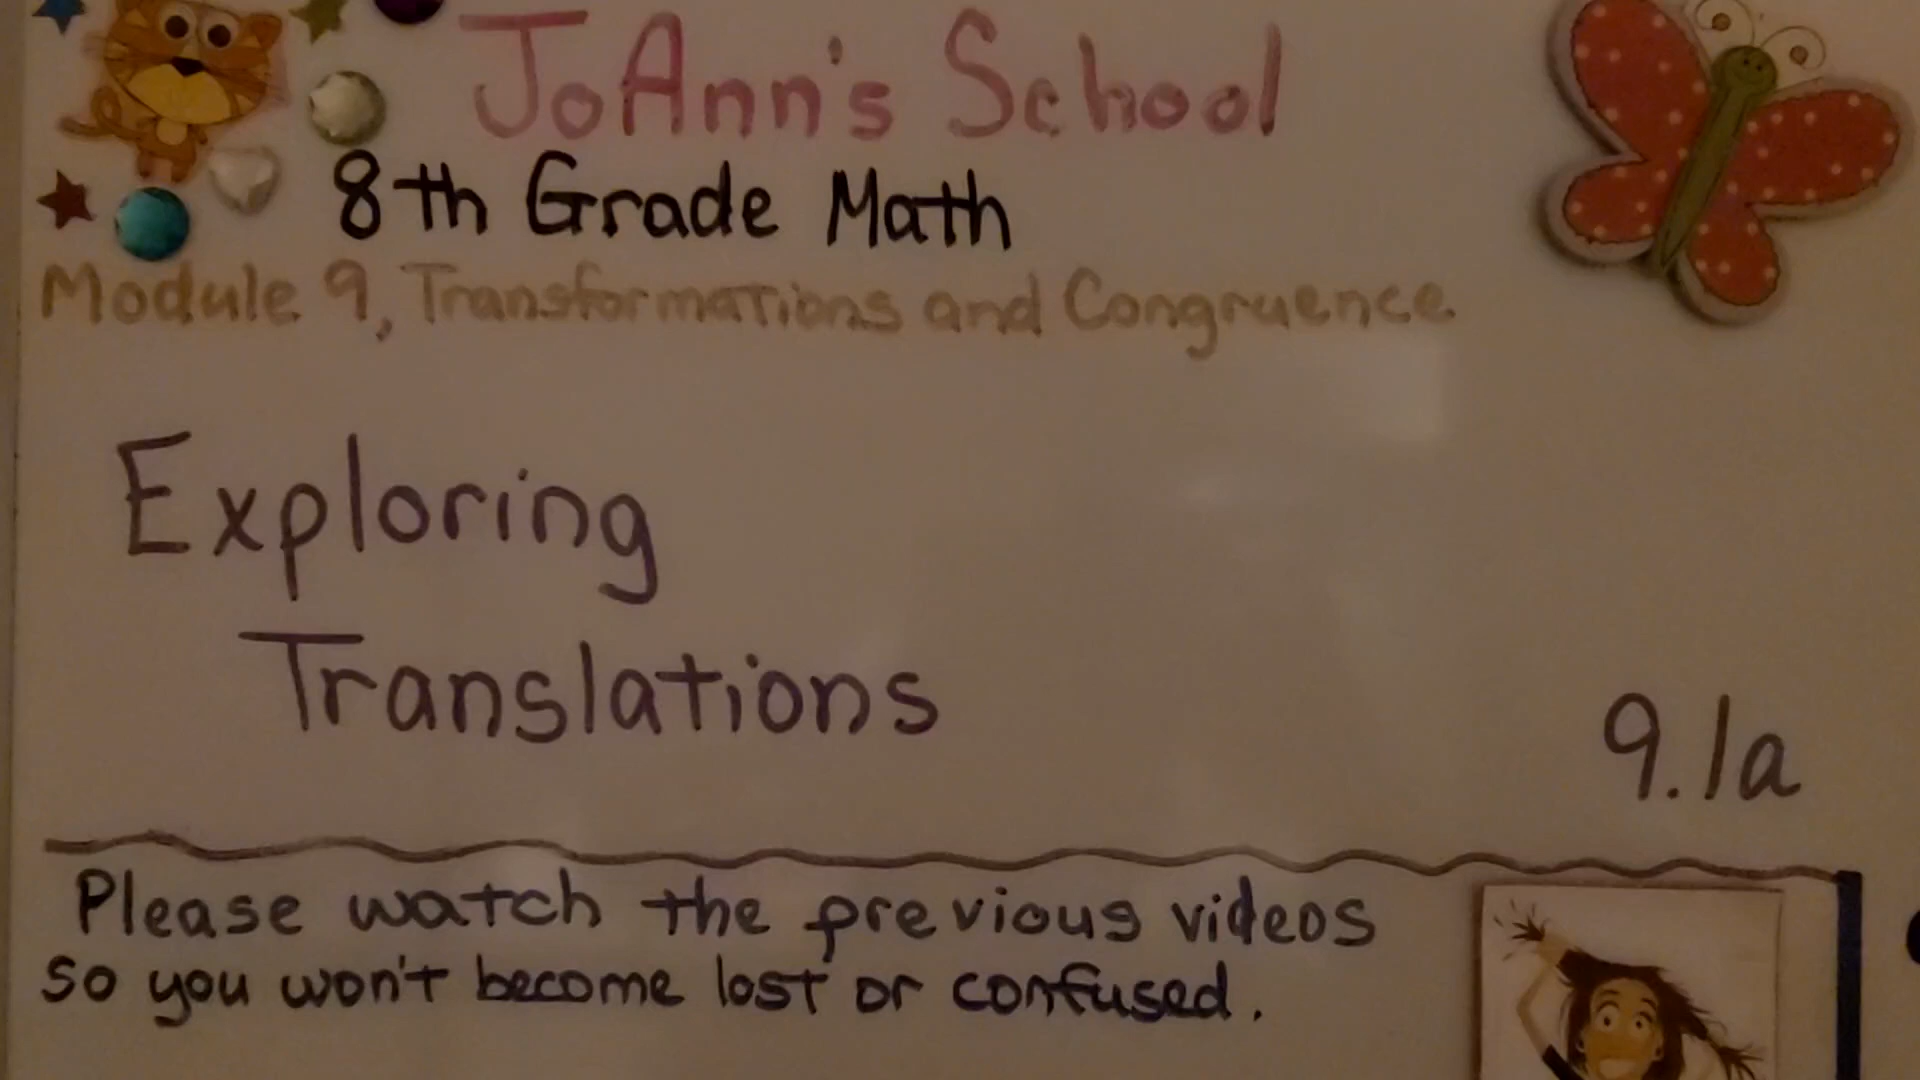 JoAnn's School
8th Grade Math
Module 9, Transformations and Congruence
Exploring
Translations
9.1a
Please watch the previous videos
so you won't become lost or confused.